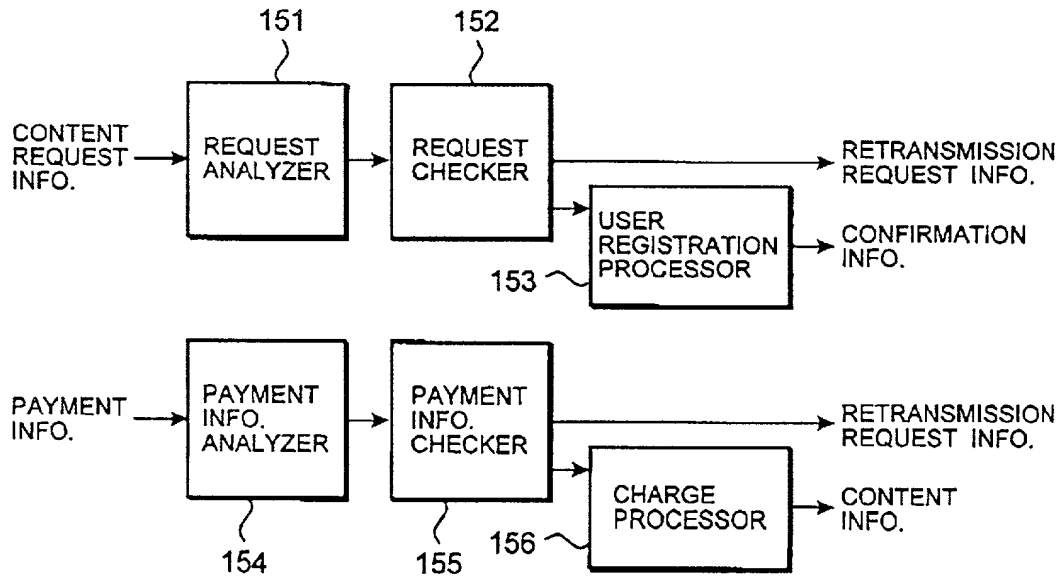 151
152
CONTENT
REQUEST
INFO.
REQUEST
ANALYZER
REQUEST
CHECKER
RETRANSMISSION
REQUEST INFO.
USER
REGISTRATION
PROCESSOR
CONFIRMATION
INFO.
153
PAYMENT
INFO.
PAYMENT
INFO.
ANALYZER
PAYMENT
INFO.
CHECKER
RETRANSMISSION
REQUEST INFO.
CHARGE
PROCESSOR
CONTENT
INFO.
154
155
156